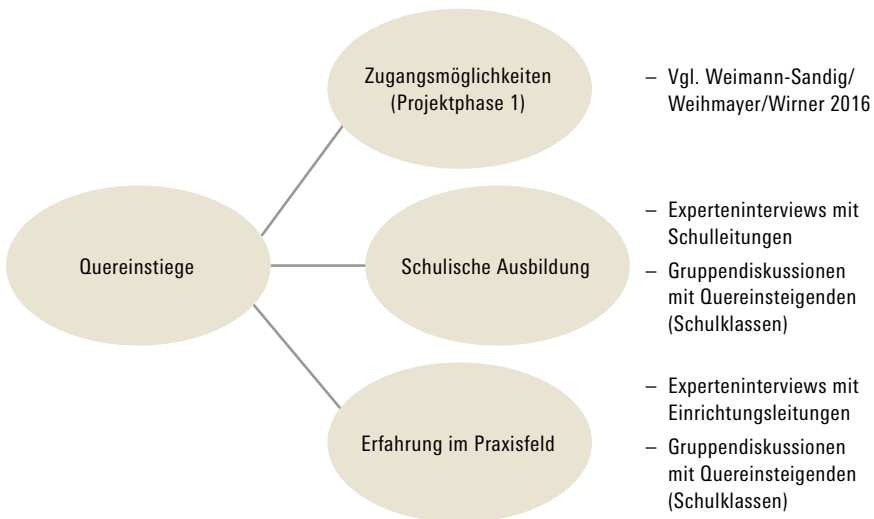 Zugangsmöglichkeiten
(Projektphase 1)
– Vgl. Weimann-Sandig/
Weihmayer/Wirner 2016
Quereinstiege
Schulische Ausbildung
– Experteninterviews mit
Schulleitungen
– Gruppendiskussionen
mit Quereinsteigenden
(Schulklassen)
Erfahrung im Praxisfeld
– Experteninterviews mit
Einrichtungsleitungen
– Gruppendiskussionen
mit Quereinsteigenden
(Schulklassen)